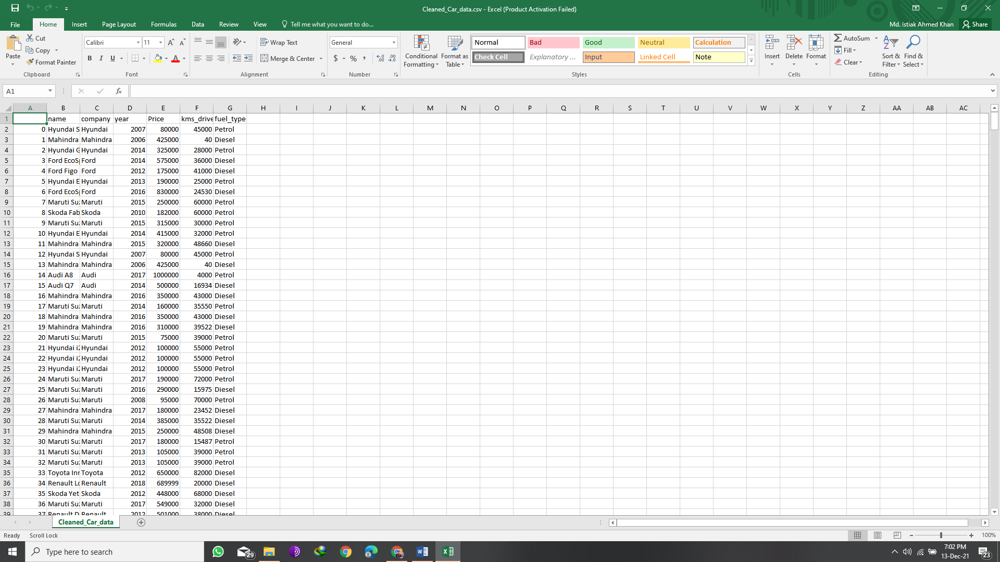 Cleaned_Car_data.csv - Excel (Product Activation Failed)
File Home Insert Page Layout Formulas Data Review View Tell me what you want to do... Md. Istiak Ahmed Khan Share
Paste Cut Copy Format Painter Clipboard
Calibri 11 B I U A Font
Wrap Text Merge & Center Alignment
General $ % , Number
Conditional Formatting Format as Table
Normal Bad Good Neutral Calculation
Check Cell Explanatory ... Input Linked Cell Note
Styles
Insert Delete Format Cells
AutoSum Fill Clear Sort & Filter Find & Select Editing
A1 fx
A B C D E F G H I J K L M N O P Q R S T U V W X Y Z AA AB AC
1 name company year Price kms_drive fuel_type
2 0 Hyundai S Hyundai 2007 80000 45000 Petrol
3 1 Mahindra Mahindra 2006 425000 40 Diesel
4 2 Hyundai G Hyundai 2014 325000 28000 Petrol
5 3 Ford EcoSp Ford 2014 575000 36000 Diesel
6 4 Ford Figo Ford 2012 175000 41000 Diesel
7 5 Hyundai E Hyundai 2013 190000 25000 Petrol
8 6 Ford EcoSp Ford 2016 830000 24530 Diesel
9 7 Maruti Suz Maruti 2015 250000 60000 Petrol
10 8 Skoda Fab Skoda 2010 182000 60000 Petrol
11 9 Maruti Suz Maruti 2015 315000 30000 Petrol
12 10 Hyundai E Hyundai 2014 415000 32000 Petrol
13 11 Mahindra Mahindra 2015 320000 48660 Diesel
14 12 Hyundai S Hyundai 2007 80000 45000 Petrol
15 13 Mahindra Mahindra 2006 425000 40 Diesel
16 14 Audi A8 Audi 2017 1000000 4000 Petrol
17 15 Audi Q7 Audi 2014 500000 16934 Diesel
18 16 Mahindra Mahindra 2016 350000 43000 Diesel
19 17 Maruti Suz Maruti 2014 160000 35550 Petrol
20 18 Mahindra Mahindra 2016 350000 43000 Diesel
21 19 Mahindra Mahindra 2016 310000 39522 Diesel
22 20 Maruti Suz Maruti 2015 75000 39000 Petrol
23 21 Hyundai i2 Hyundai 2012 100000 55000 Petrol
24 22 Hyundai i2 Hyundai 2012 100000 55000 Petrol
25 23 Hyundai i2 Hyundai 2012 100000 55000 Petrol
26 24 Maruti Suz Maruti 2017 190000 72000 Petrol
27 25 Maruti Suz Maruti 2016 290000 15975 Diesel
28 26 Maruti Suz Maruti 2008 95000 70000 Petrol
29 27 Mahindra Mahindra 2017 180000 23452 Diesel
30 28 Maruti Suz Maruti 2014 385000 35522 Diesel
31 29 Mahindra Mahindra 2015 250000 48508 Diesel
32 30 Maruti Suz Maruti 2017 180000 15487 Petrol
33 31 Maruti Suz Maruti 2013 105000 39000 Petrol
34 32 Maruti Suz Maruti 2013 105000 39000 Petrol
35 33 Toyota Inn Toyota 2012 650000 82000 Diesel
36 34 Renault Lo Renault 2018 689999 20000 Diesel
37 35 Skoda Yet Skoda 2012 448000 68000 Diesel
38 36 Maruti Suz Maruti 2017 549000 32000 Diesel
39 37 Renault D Renault 2012 501000 38000 Diesel
Cleaned_Car_data
Ready Scroll Lock 100%
Type here to search 29 7:02 PM
13-Dec-21 23